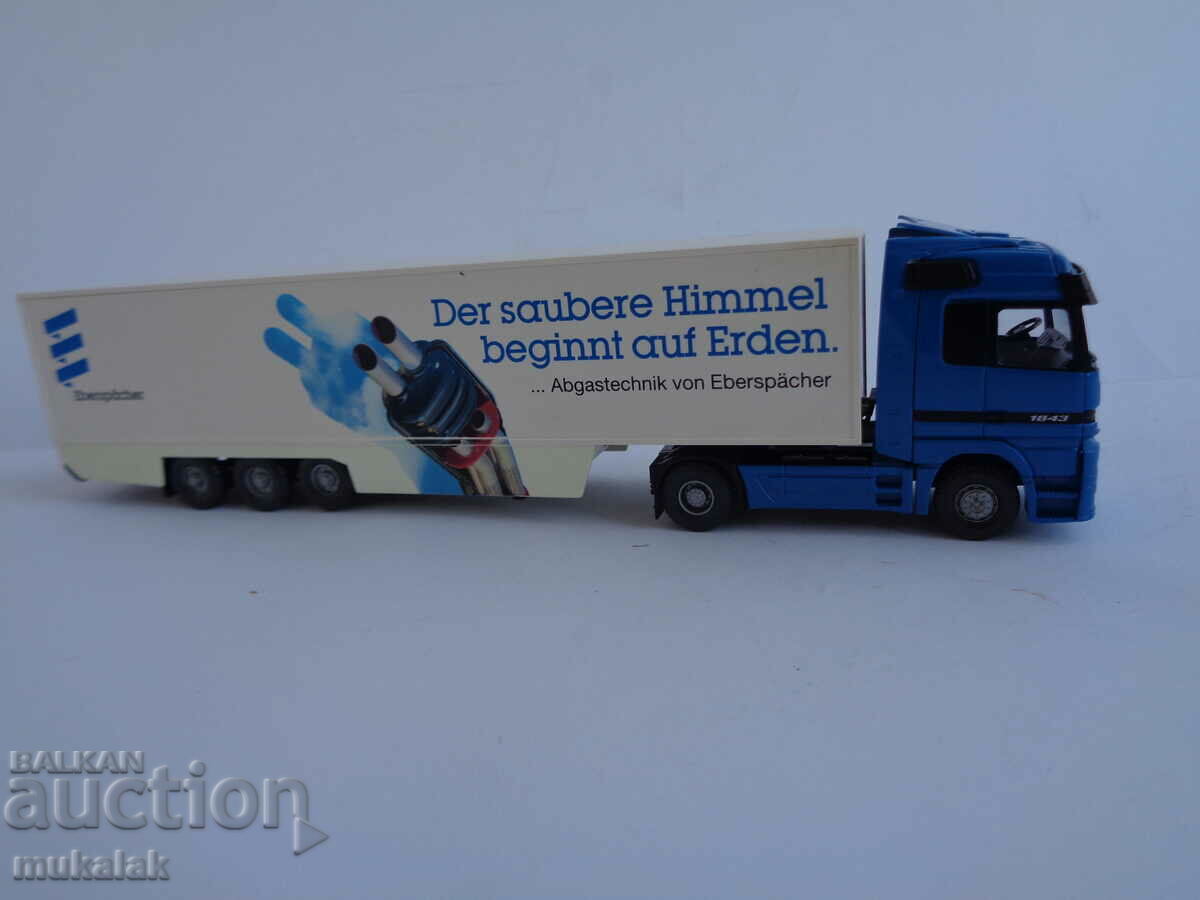 Der saubere Himmel
beginnt auf Erden.
... Abgastechnik von Eberspächer
Eberspächer
1843
BALKAN
auction
mukalak